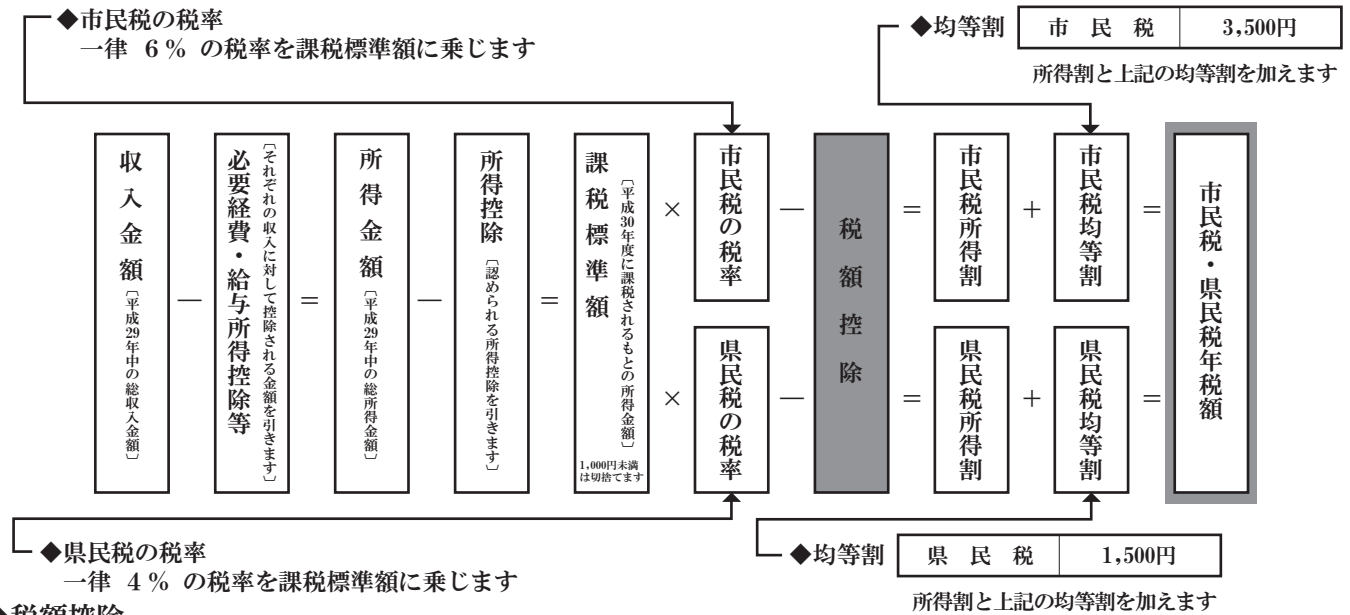 ◆市民税の税率
一律 6% の税率を課税標準額に乗じます
◆均等割
市民税
3,500円
所得割と上記の均等割を加えます
収入金額
〔平成29年中の総収入金額〕
－
必要経費・給与所得控除等
〔それぞれの収入に対して控除される金額を引きます〕
＝
所得金額
〔平成29年中の総所得金額〕
－
所得控除
〔認められる所得控除を引きます〕
＝
課税標準額
〔平成30年度に課税されるもとの所得金額〕
1,000円未満
は切捨てます
×
市民税の税率
－
税額控除
＝
市民税所得割
＋
市民税均等割
＝
市民税・県民税年税額
×
県民税の税率
－
＝
県民税所得割
＋
県民税均等割
＝
◆県民税の税率
一律 4% の税率を課税標準額に乗じます
◆均等割
県民税
1,500円
所得割と上記の均等割を加えます
◆税額控除